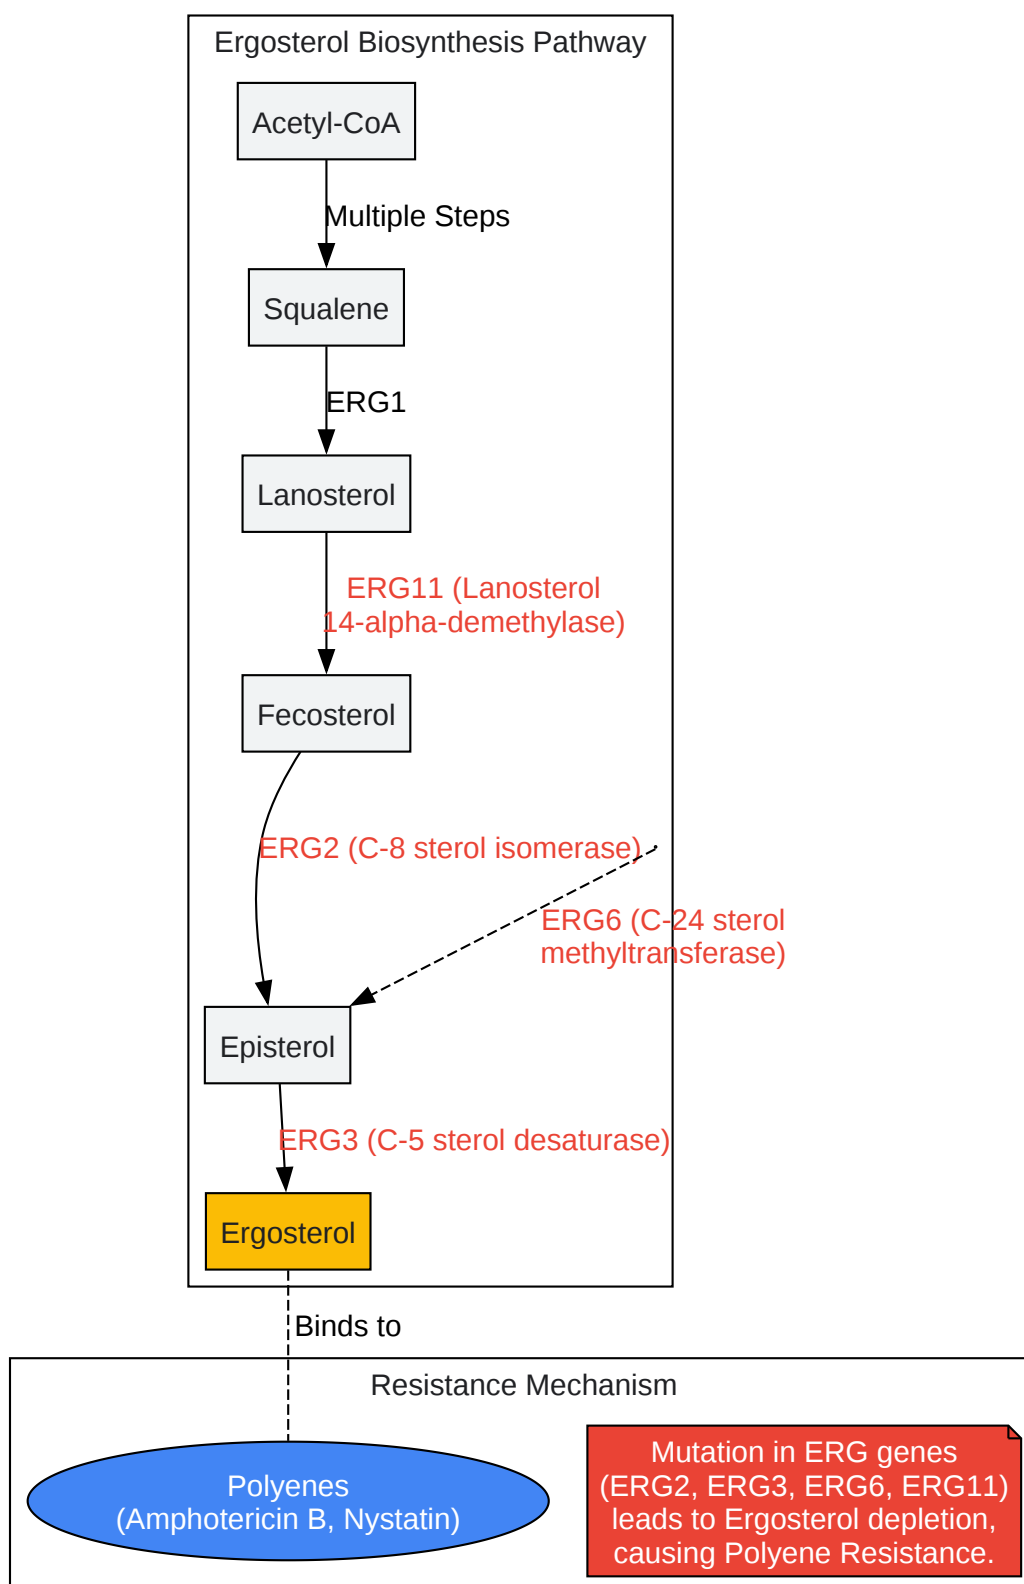 Ergosterol Biosynthesis Pathway
Acetyl-CoA
Multiple Steps
Squalene
ERG1
Lanosterol
ERG11 (Lanosterol
14-alpha-demethylase)
Fecosterol
ERG2 (C-8 sterol isomerase)
ERG6 (C-24 sterol
methyltransferase)
Episterol
ERG3 (C-5 sterol desaturase)
Ergosterol
Binds to
Resistance Mechanism
Polyenes
(Amphotericin B, Nystatin)
Mutation in ERG genes
(ERG2, ERG3, ERG6, ERG11)
leads to Ergosterol depletion,
causing Polyene Resistance.